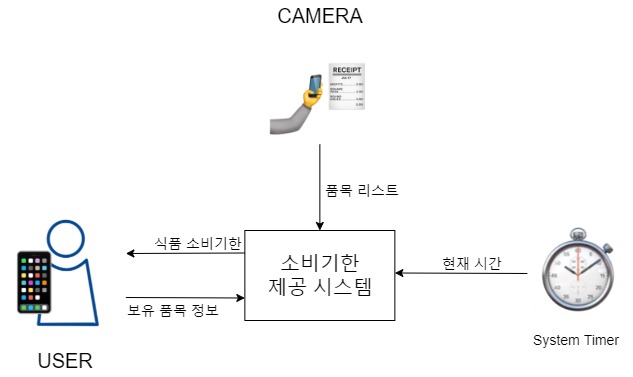 CAMERA
RECEIPT
품목 리스트
식품 소비기한
소비기한
제공 시스템
현재 시간
보유 품목 정보
System Timer
USER